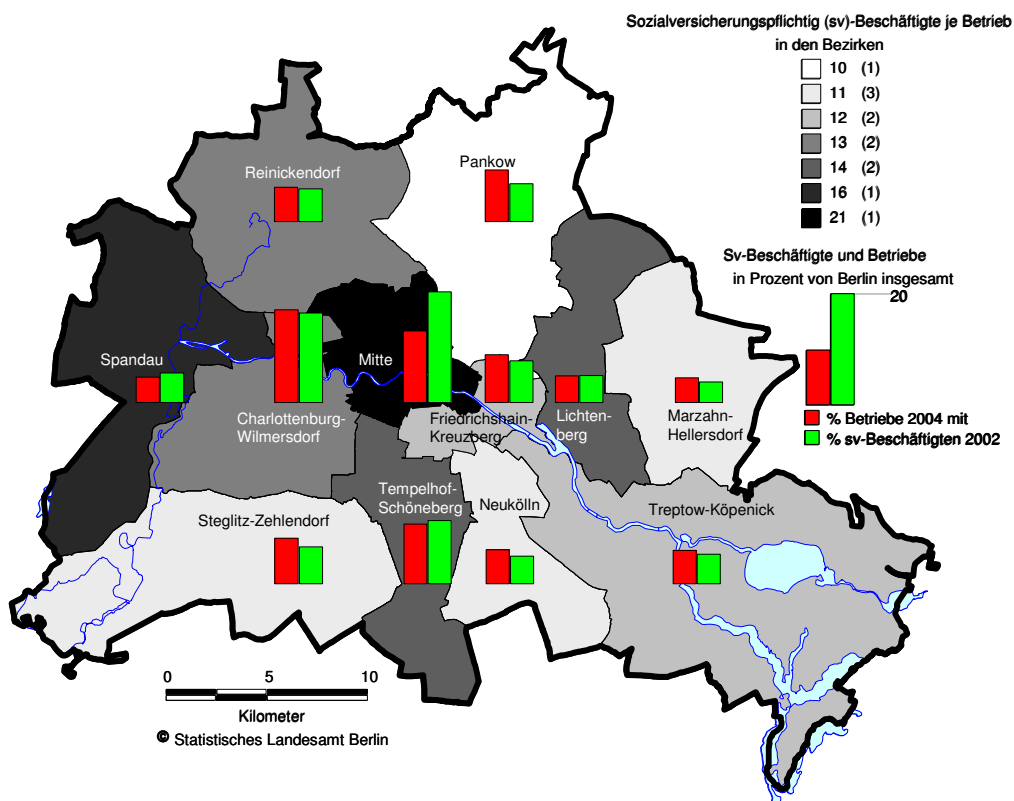 Sozialversicherungspflichtig (sv)-Beschäftigte je Betrieb
in den Bezirken
10 (1)
11 (3)
12 (2)
13 (2)
14 (2)
16 (1)
21 (1)
Sv-Beschäftigte und Betriebe
in Prozent von Berlin insgesamt
20
% Betriebe 2004 mit
% sv-Beschäftigten 2002
Reinickendorf
Pankow
Spandau
Mitte
Charlottenburg-
Wilmersdorf
Friedrichshain-
Kreuzberg
Lichten-
berg
Marzahn-
Hellersdorf
Steglitz-Zehlendorf
Tempelhof-
Schöneberg
Neukölln
Treptow-Köpenick
0 5 10
Kilometer
© Statistisches Landesamt Berlin